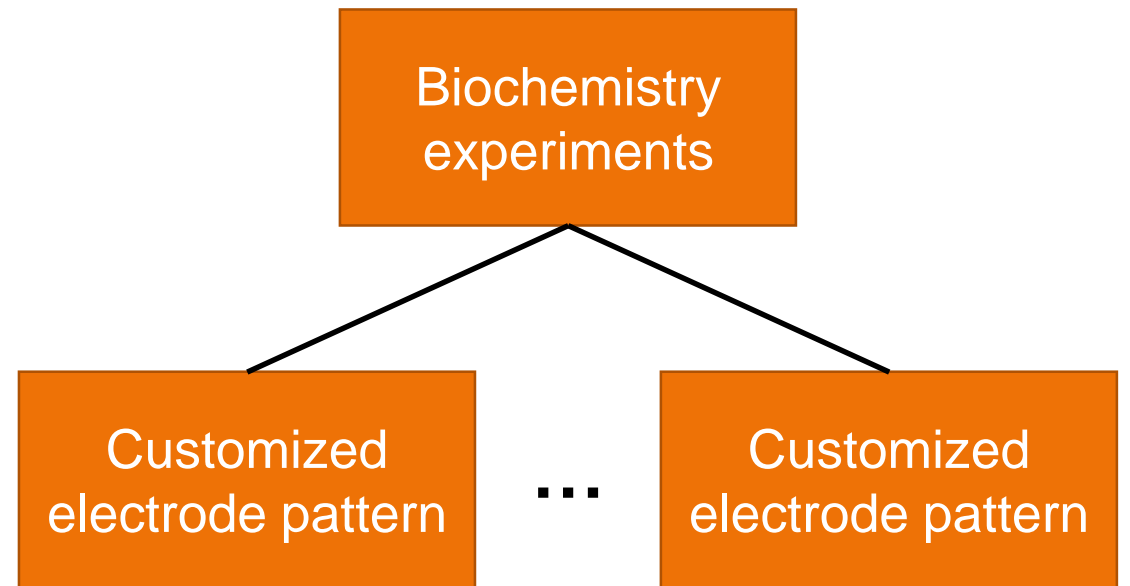 Biochemistry
experiments
Customized
electrode pattern
...
Customized
electrode pattern